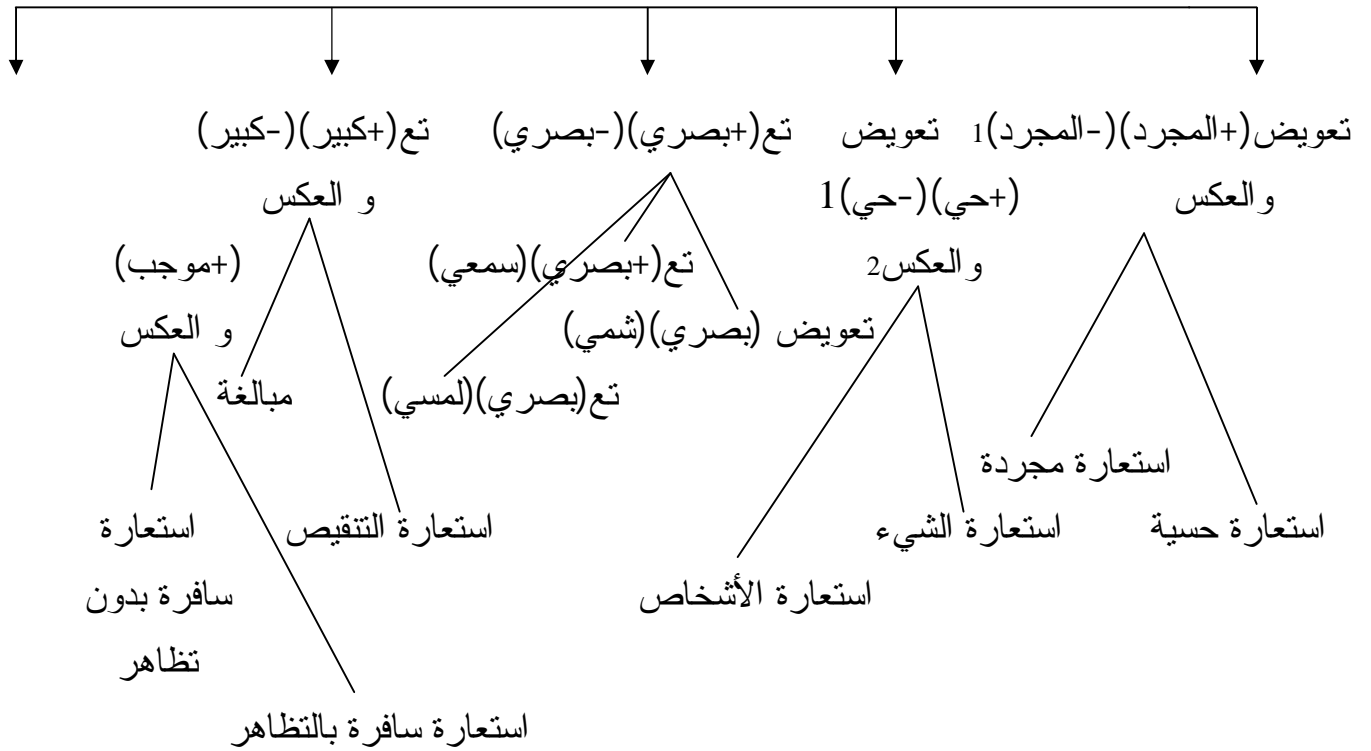 تعويض(+المجرد)(-المجرد)1 تعويض تع(+بصري)(-بصري) تع(+كبير)(-كبير)
والعكس (+حي)(-حي)1 و العكس
والعكس2 تع(+بصري)(سمعي) (+موجب)
تعويض (بصري)(شمي) و العكس
تع(بصري)(لمسي) مبالغة
استعارة مجردة
استعارة حسية استعارة الشيء استعارة التنقيص استعارة
استعارة الأشخاص سافرة بدون
تظاهر
استعارة سافرة بالتظاهر